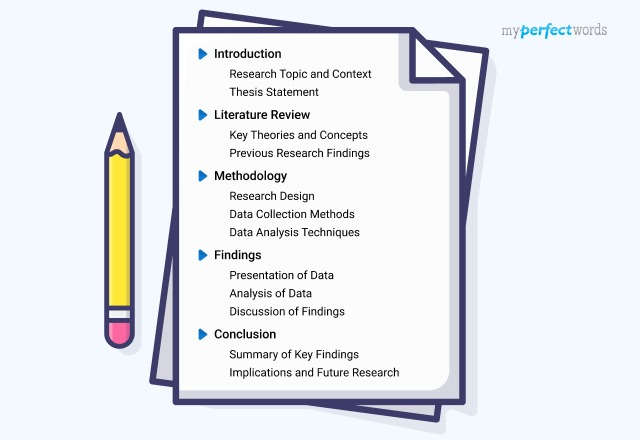 myperfectwords
Introduction
Research Topic and Context
Thesis Statement
Literature Review
Key Theories and Concepts
Previous Research Findings
Methodology
Research Design
Data Collection Methods
Data Analysis Techniques
Findings
Presentation of Data
Analysis of Data
Discussion of Findings
Conclusion
Summary of Key Findings
Implications and Future Research